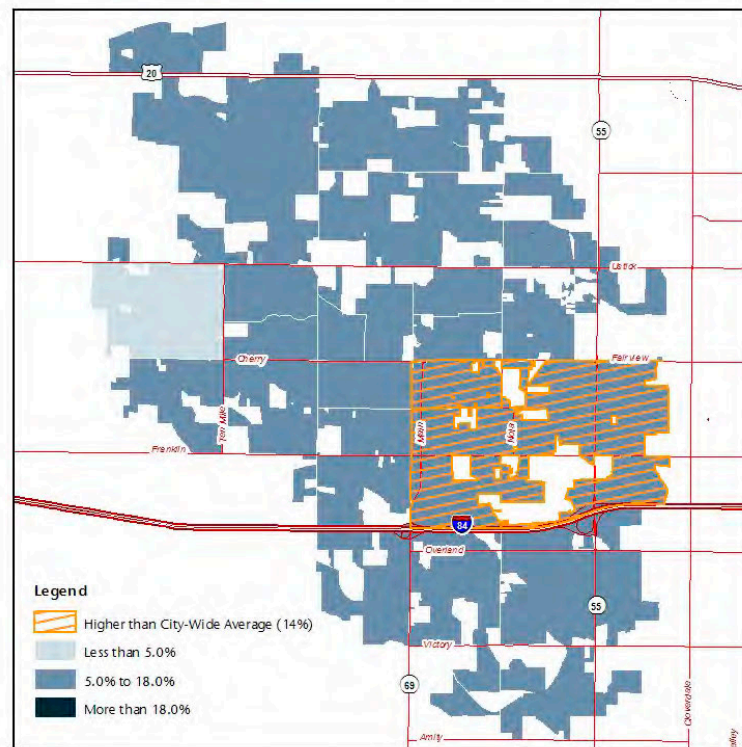 20
55
Ustick
Cherry
Fairview
Ten Mile
Main
Nola
Franklin
84
Overland
Legend
Higher than City-Wide Average (14%)
Less than 5.0%
5.0% to 18.0%
More than 18.0%
55
Victory
69
Cloverdale
Amity